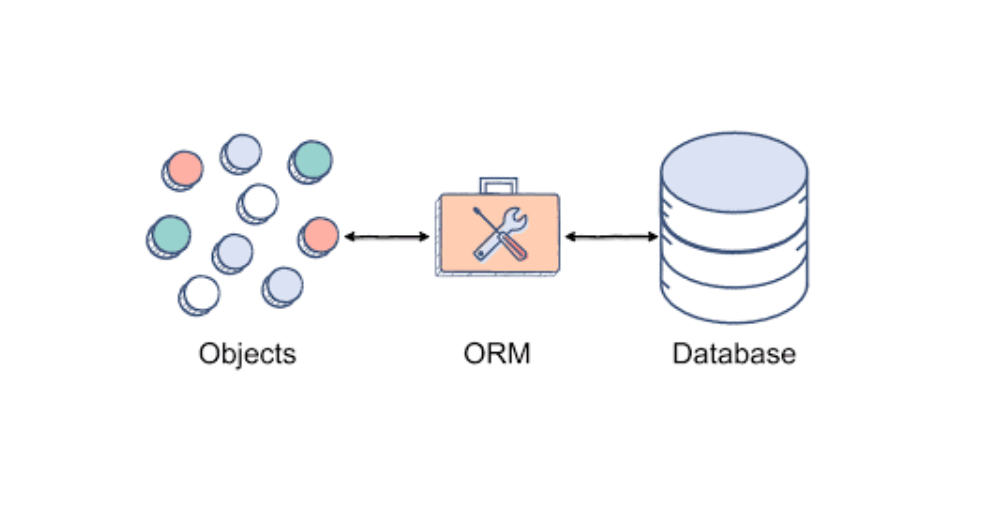 Objects
ORM
Database